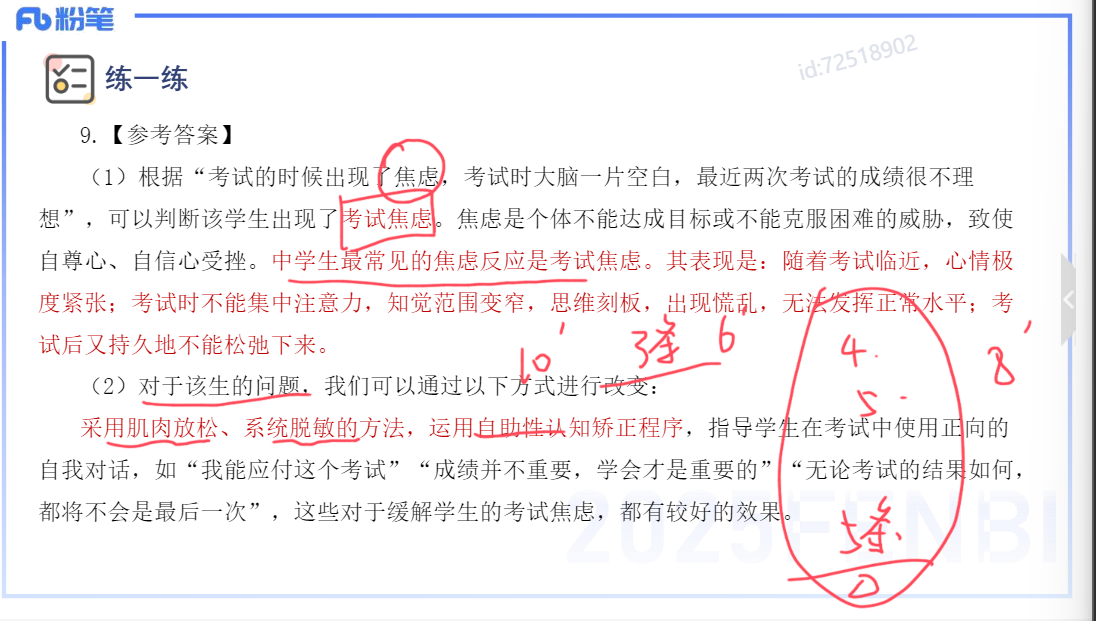 粉笔
id:72518902
练一练
9.【参考答案】
（1）根据“考试的时候出现了焦虑，考试时大脑一片空白，最近两次考试的成绩很不理
想”，可以判断该学生出现了考试焦虑。焦虑是个体不能达成目标或不能克服困难的威胁，致使
自尊心、自信心受挫。中学生最常见的焦虑反应是考试焦虑。其表现是：随着考试临近，心情极
度紧张；考试时不能集中注意力，知觉范围变窄，思维刻板，出现慌乱，无法发挥正常水平；考
试后又持久地不能松弛下来。
10' 3条 6' 4. 8'
（2）对于该生的问题，我们可以通过以下方式进行改变：
5.
采用肌肉放松、系统脱敏的方法，运用自助性认知矫正程序，指导学生在考试中使用正向的
自我对话，如“我能应付这个考试”“成绩并不重要，学会才是重要的”“无论考试的结果如何，
都将不会是最后一次”，这些对于缓解学生的考试焦虑，都有较好的效果。
5条
2025FENBI